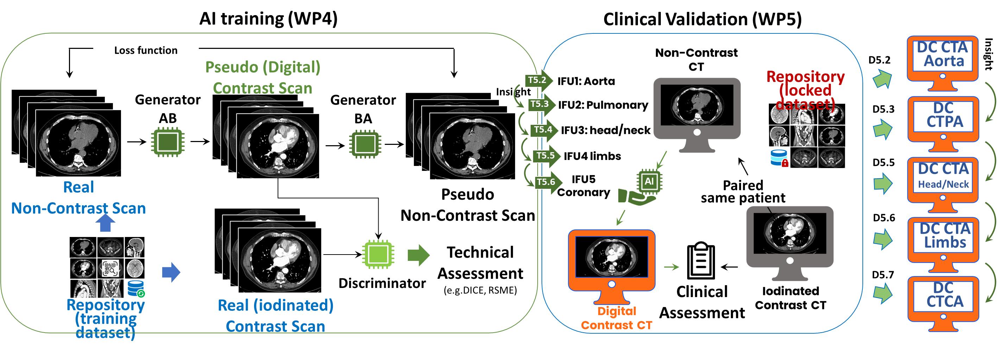 AI training (WP4)
Loss function
Pseudo (Digital)
Contrast Scan
Generator
AB
Generator
BA
Real
Non-Contrast Scan
Pseudo
Non-Contrast Scan
Repository
(training
dataset)
Real (iodinated)
Contrast Scan
Discriminator
Technical
Assessment
(e.g.DICE, RSME)
Insight
T5.2
T5.3
T5.4
T5.5
T5.6
Clinical Validation (WP5)
IFU1: Aorta
IFU2: Pulmonary
IFU3: head/neck
IFU4 limbs
IFU5
Coronary
Non-Contrast
CT
Repository
(locked
dataset)
AI
Paired
same patient
Digital
Contrast CT
Clinical
Assessment
Iodinated
Contrast CT
D5.2
D5.3
D5.5
D5.6
D5.7
DC CTA
Aorta
DC
CTPA
DC CTA
Head/Neck
DC CTA
Limbs
DC
CTCA
Insight